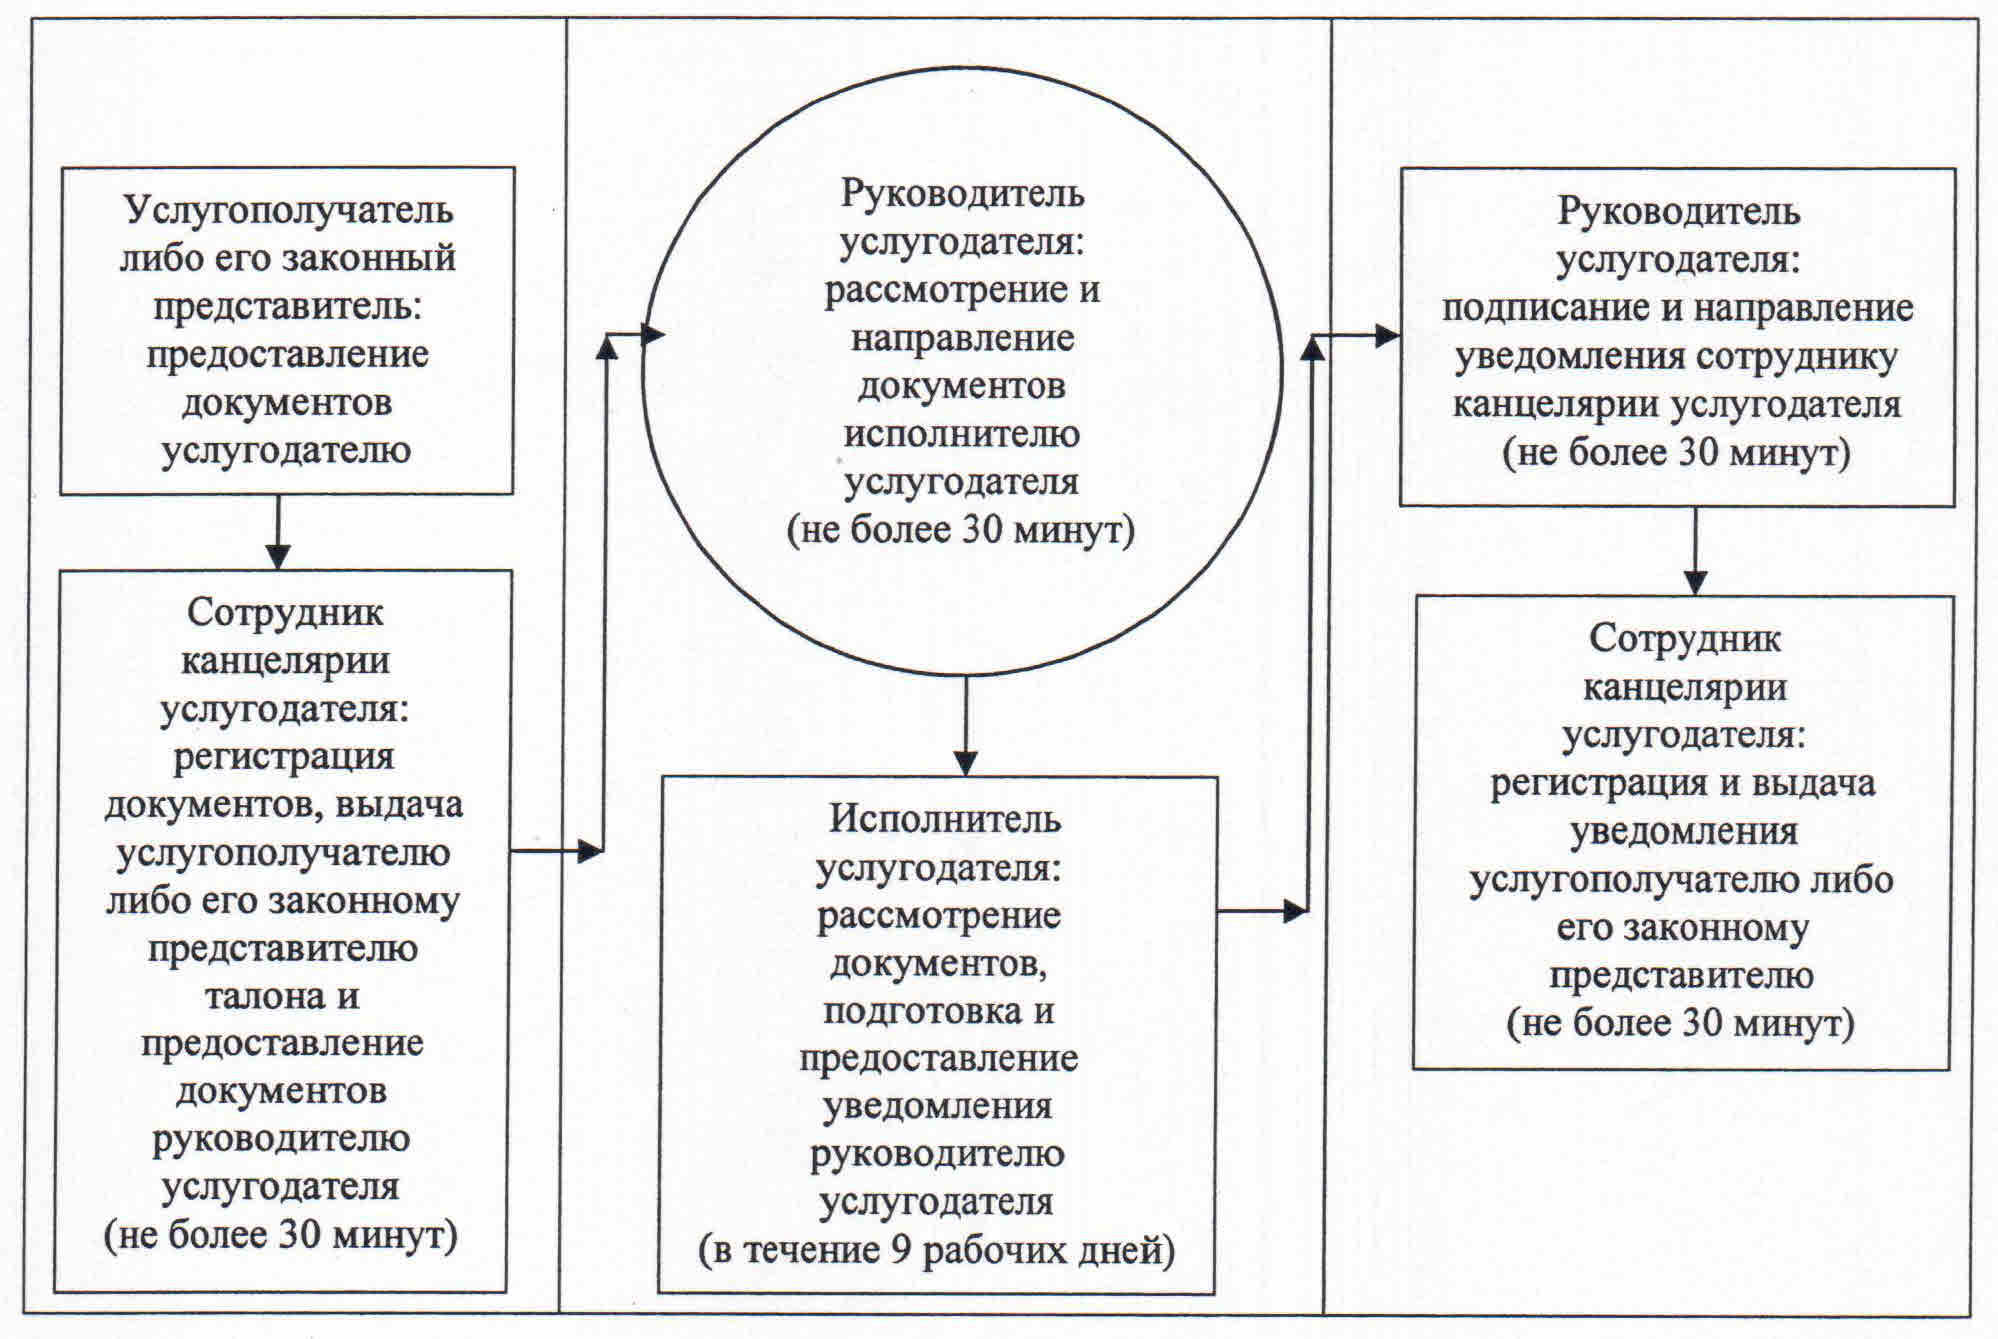 Услугополучатель
либо его законный
представитель:
предоставление
документов
услугодателю
Сотрудник
канцелярии
услугодателя:
регистрация
документов, выдача
услугополучателю
либо его законному
представителю
талона и
предоставление
документов
руководителю
услугодателя
(не более 30 минут)
Руководитель
услугодателя:
рассмотрение и
направление
документов
исполнителю
услугодателя
(не более 30 минут)
Исполнитель
услугодателя:
рассмотрение
документов,
подготовка и
предоставление
уведомления
руководителю
услугодателя
(в течение 9 рабочих дней)
Руководитель
услугодателя:
подписание и направление
уведомления сотруднику
канцелярии услугодателя
(не более 30 минут)
Сотрудник
канцелярии
услугодателя:
регистрация и выдача
уведомления
услугополучателю либо
его законному
представителю
(не более 30 минут)